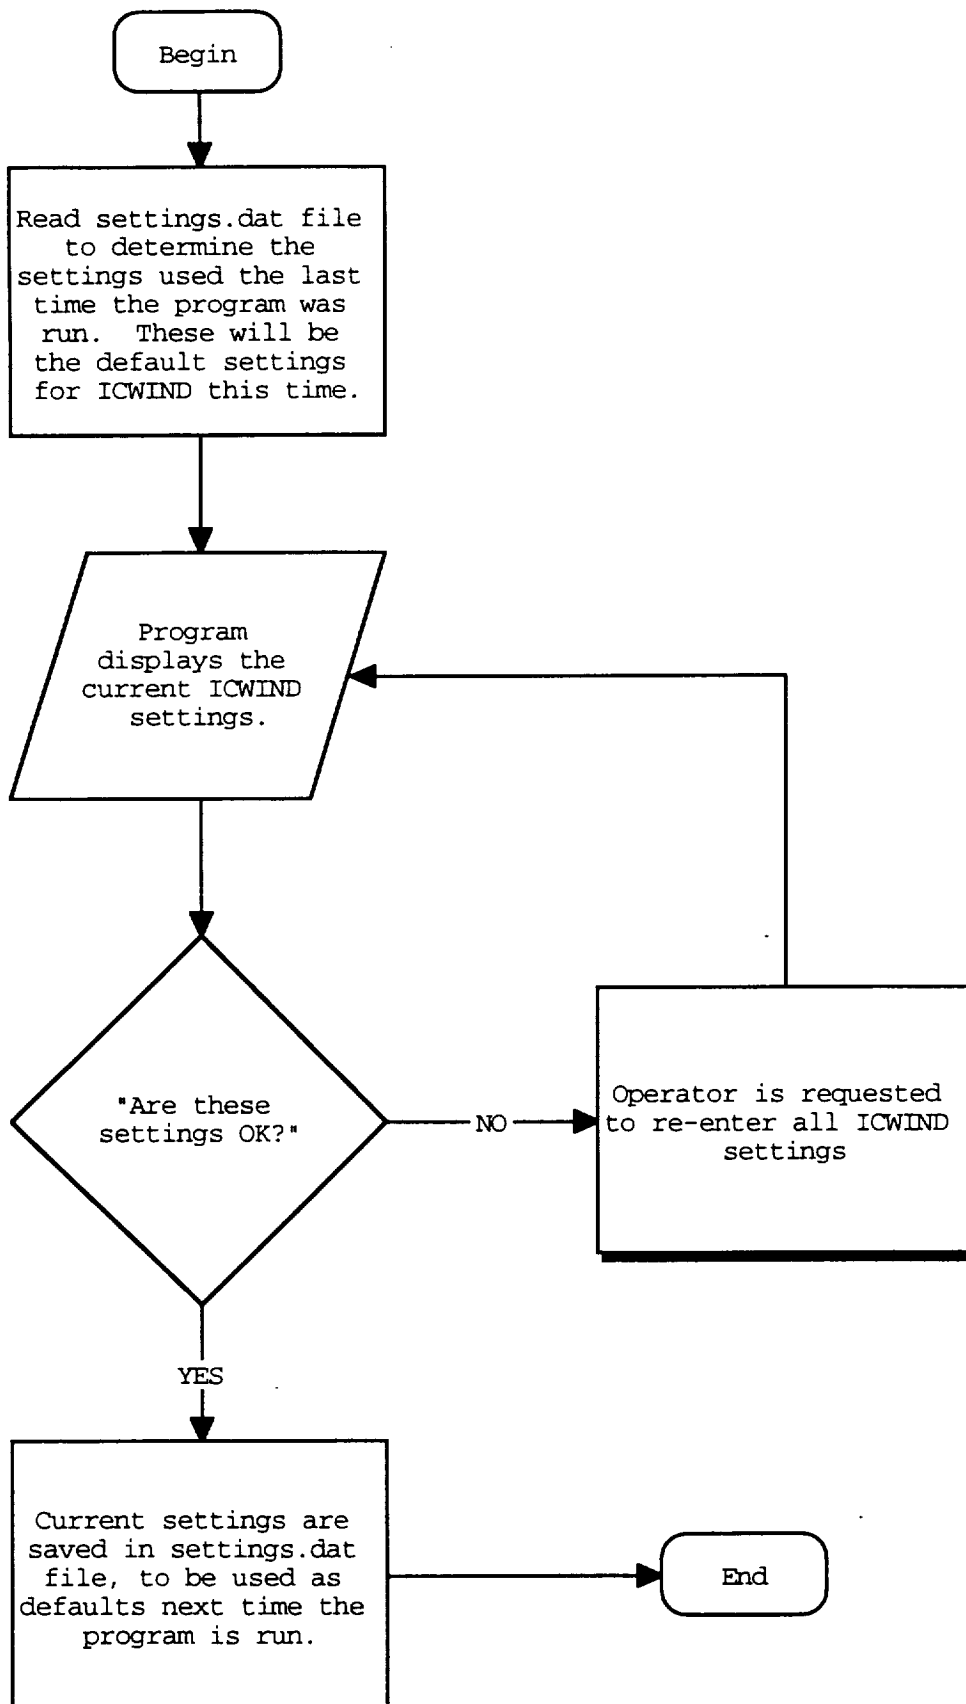 Begin
Read settings.dat file
to determine the
settings used the last
time the program was
run.  These will be
the default settings
for ICWIND this time.
Program
displays the
current ICWIND
settings.
"Are these
settings OK?"
NO
Operator is requested
to re-enter all ICWIND
settings
YES
Current settings are
saved in settings.dat
file, to be used as
defaults next time the
program is run.
End